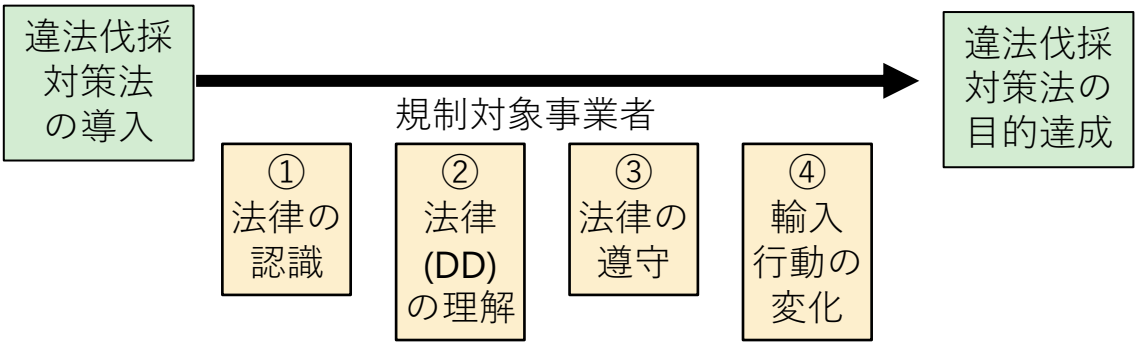 違法伐採
対策法
の導入
規制対象事業者
①
法律の
認識
②
法律
(DD)
の理解
③
法律の
遵守
④
輸入
行動の
変化
違法伐採
対策法の
目的達成